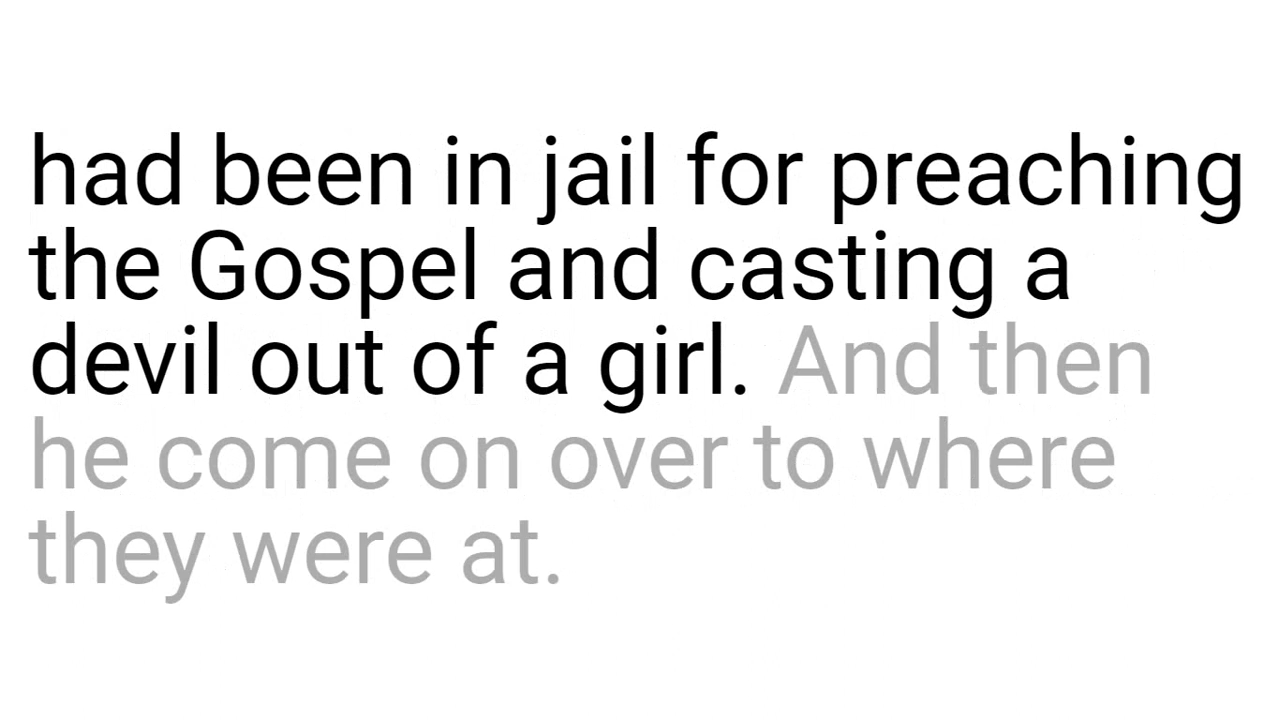 had been in jail for preaching
the Gospel and casting a
devil out of a girl. And then
he come on over to where
they were at.